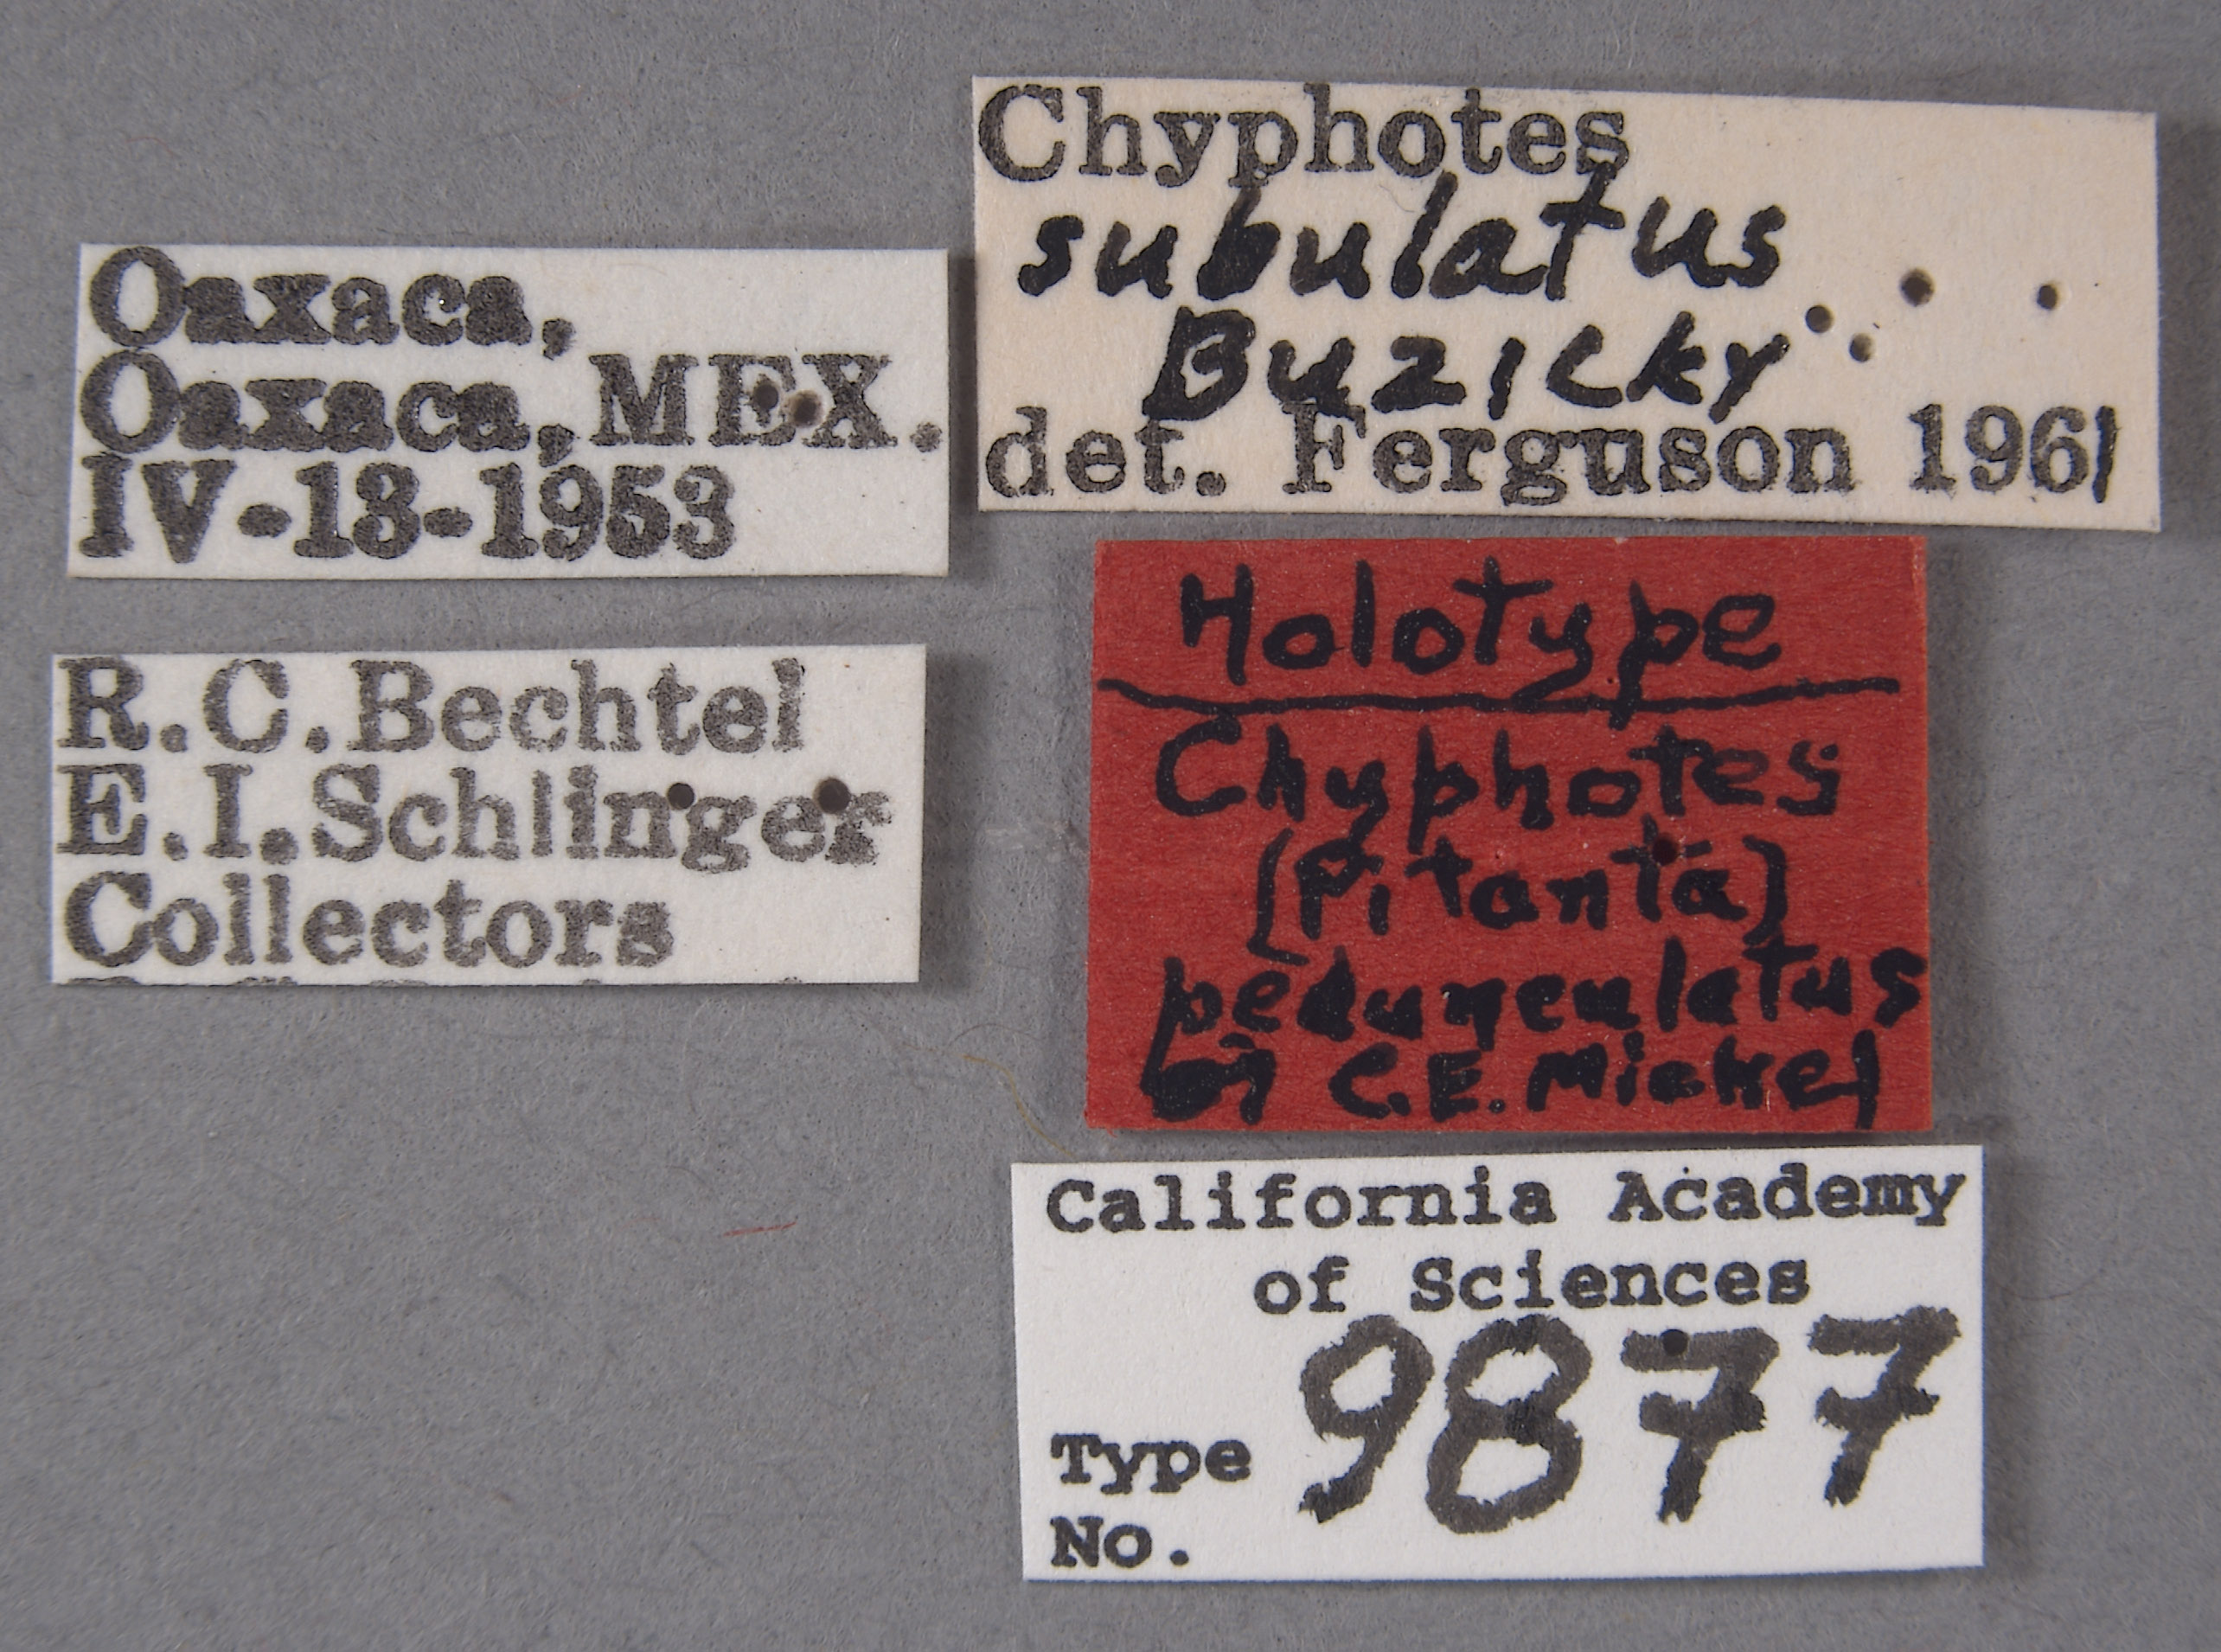 Oaxaca,
Oaxaca, MEX.
IV-13-1953
R.C. Bechtel
E.I. Schlinger
Collectors
Chyphotes
subulatus
Buzicky
det. Ferguson 1961
Holotype
Chyphotes
(Pitanta)
pedunculatus
by C.E. Mickel
California Academy
of Sciences
9877
Type
No.